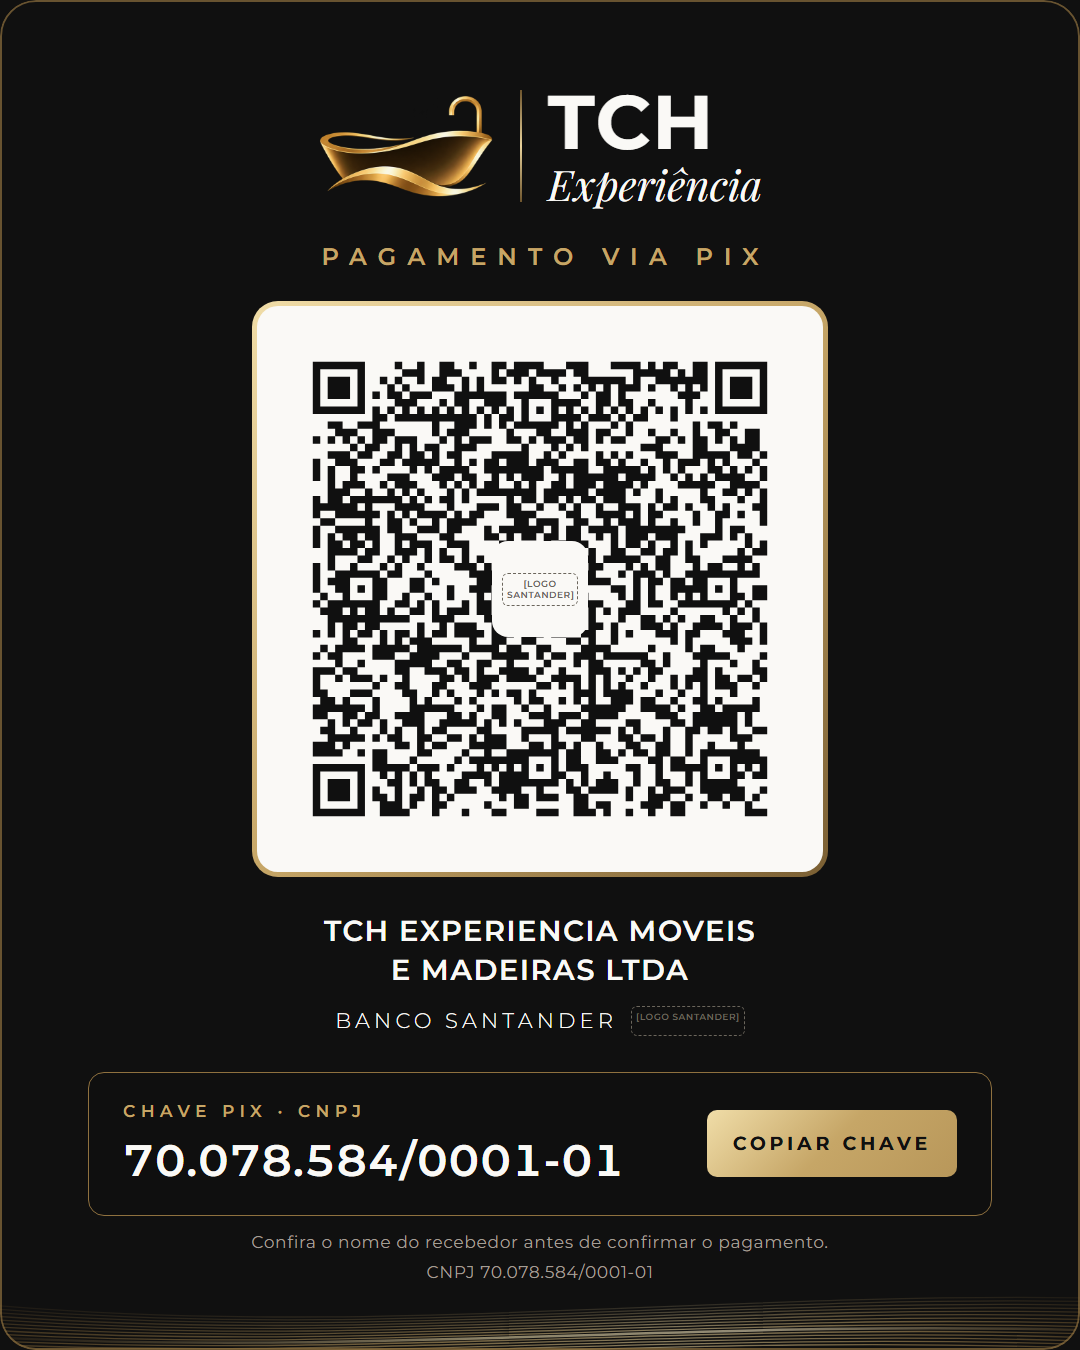 TCH
Experiência
PAGAMENTO VIA PIX
[LOGO
SANTANDER]
TCH EXPERIENCIA MOVEIS
E MADEIRAS LTDA
BANCO SANTANDER [LOGO SANTANDER]
CHAVE PIX · CNPJ
70.078.584/0001-01
COPIAR CHAVE
Confira o nome do recebedor antes de confirmar o pagamento.
CNPJ 70.078.584/0001-01